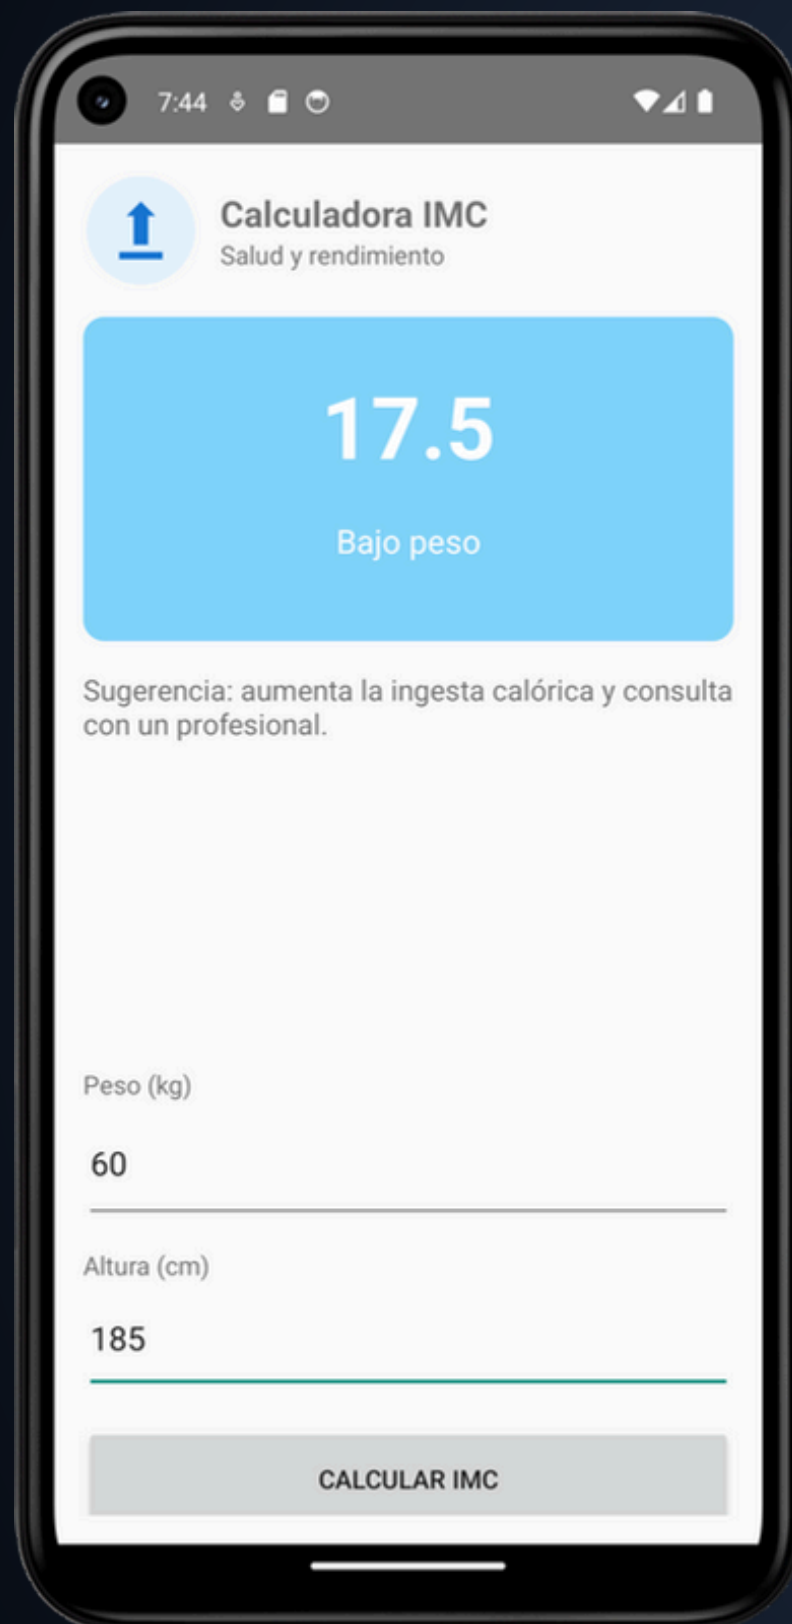 7:44
Calculadora IMC
Salud y rendimiento
17.5
Bajo peso
Sugerencia: aumenta la ingesta calórica y consulta
con un profesional.
Peso (kg)
60
Altura (cm)
185
CALCULAR IMC